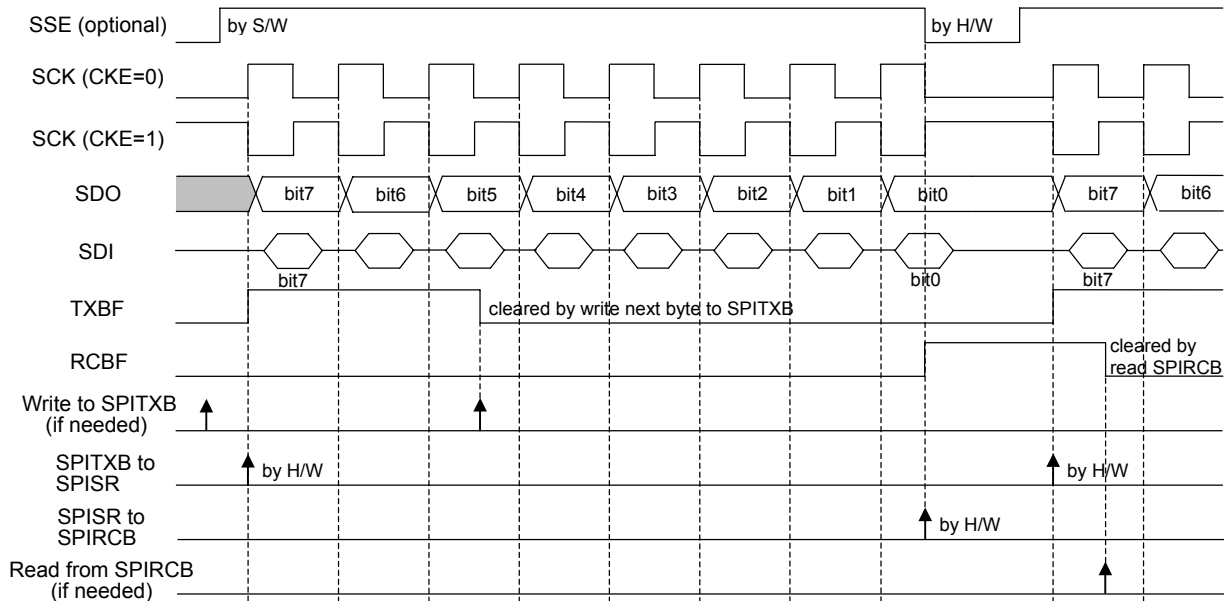 SSE (optional)
by S/W
by H/W
SCK (CKE=0)
SCK (CKE=1)
SDO
bit7
bit6
bit5
bit4
bit3
bit2
bit1
bit0
bit7
bit6
SDI
bit7
bit0
bit7
TXBF
cleared by write next byte to SPITXB
RCBF
cleared by
read SPIRCB
Write to SPITXB
(if needed)
SPITXB to
SPISR
by H/W
by H/W
SPISR to
SPIRCB
by H/W
Read from SPIRCB
(if needed)